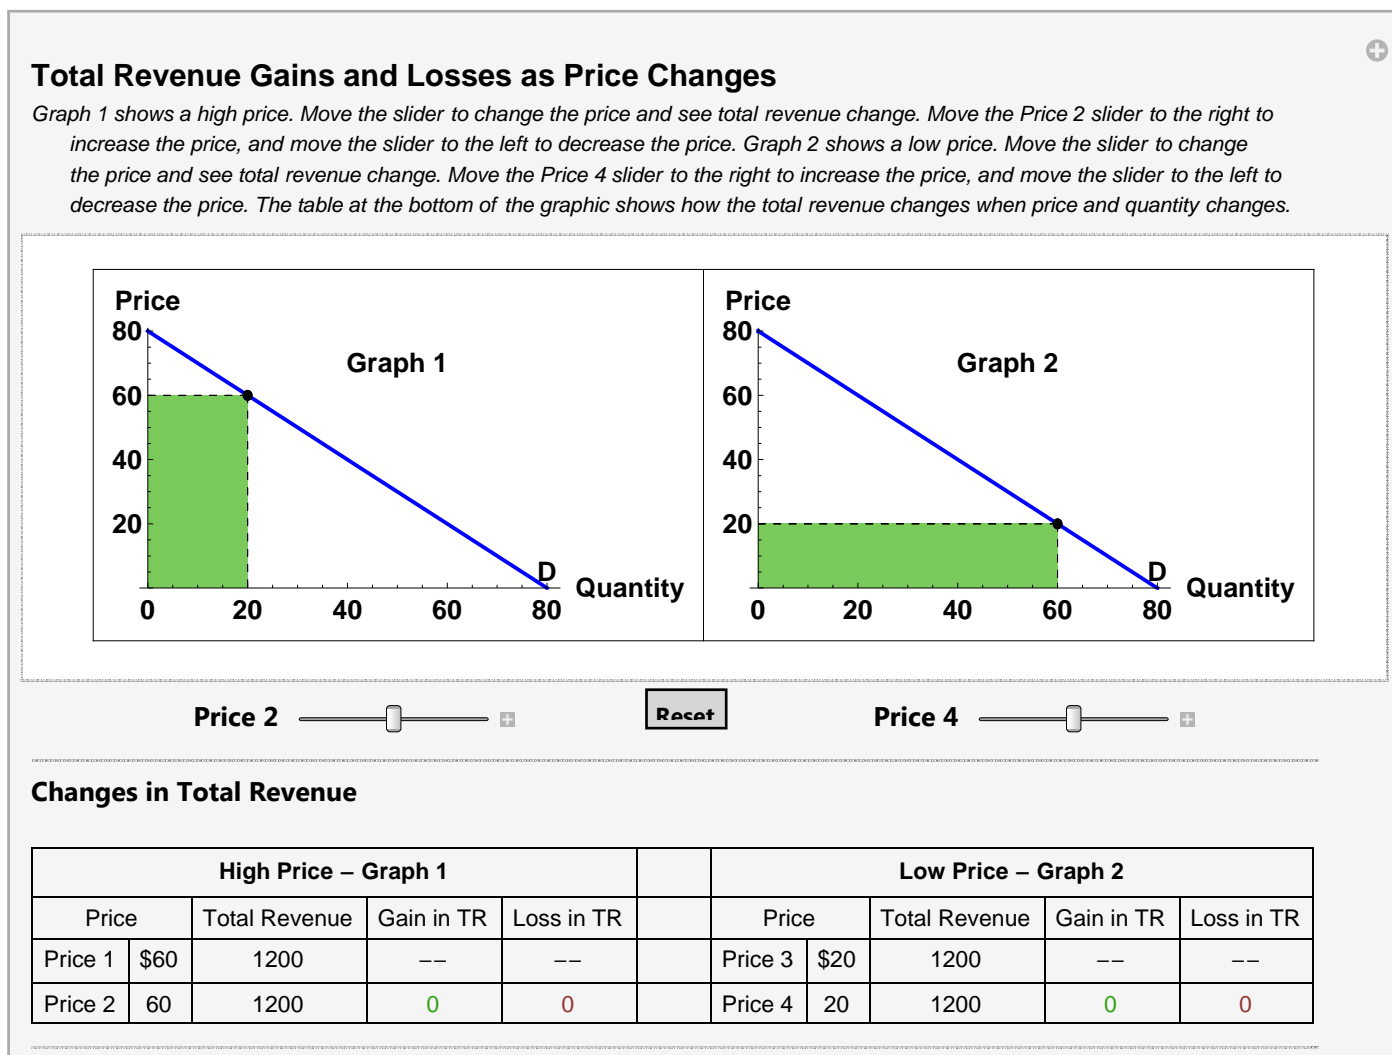 Total Revenue Gains and Losses as Price Changes
Graph 1 shows a high price. Move the slider to change the price and see total revenue change. Move the Price 2 slider to the right to
increase the price, and move the slider to the left to decrease the price. Graph 2 shows a low price. Move the slider to change
the price and see total revenue change. Move the Price 4 slider to the right to increase the price, and move the slider to the left to
decrease the price. The table at the bottom of the graphic shows how the total revenue changes when price and quantity changes.
Price
80
Graph 1
60
40
20
D
Quantity
0 20 40 60 80
Price
80
Graph 2
60
40
20
D
Quantity
0 20 40 60 80
Price 2
Reset
Price 4
Changes in Total Revenue
High Price – Graph 1 Low Price – Graph 2
Price Total Revenue Gain in TR Loss in TR Price Total Revenue Gain in TR Loss in TR
Price 1 $60 1200 –– –– Price 3 $20 1200 –– ––
Price 2 60 1200 0 0 Price 4 20 1200 0 0